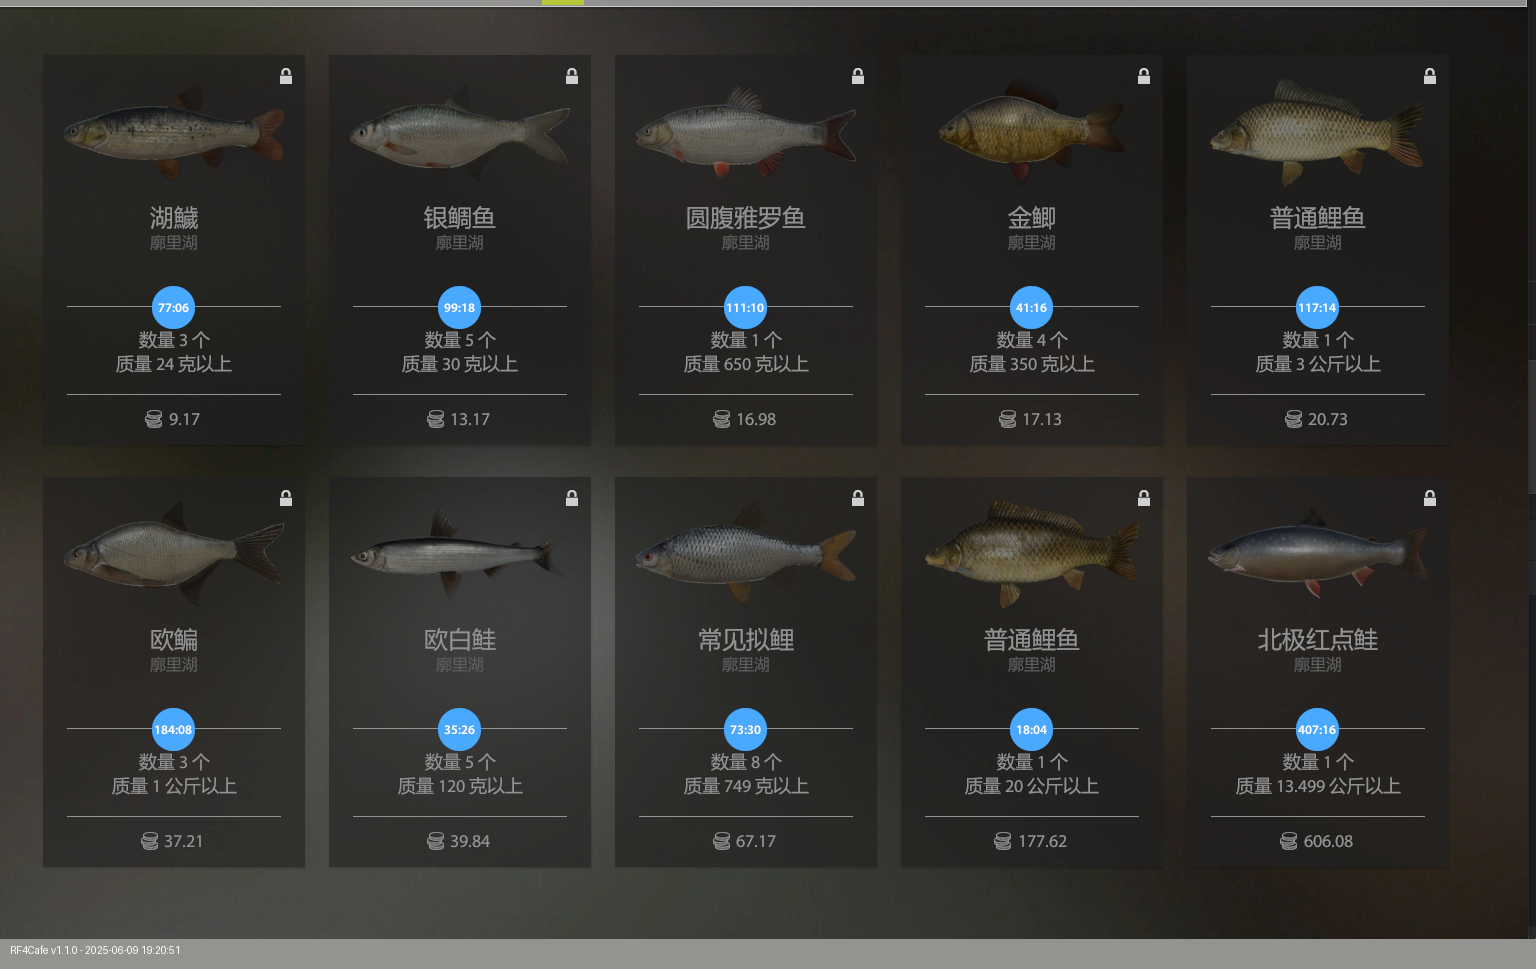 湖鱥
廓里湖
77:06
数量 3 个
质量 24 克以上
9.17
银鲷鱼
廓里湖
99:18
数量 5 个
质量 30 克以上
13.17
圆腹雅罗鱼
廓里湖
111:10
数量 1 个
质量 650 克以上
16.98
金鲫
廓里湖
41:16
数量 4 个
质量 350 克以上
17.13
普通鲤鱼
廓里湖
117:14
数量 1 个
质量 3 公斤以上
20.73
欧鳊
廓里湖
184:08
数量 3 个
质量 1 公斤以上
37.21
欧白鲑
廓里湖
35:26
数量 5 个
质量 120 克以上
39.84
常见拟鲤
廓里湖
73:30
数量 8 个
质量 749 克以上
67.17
普通鲤鱼
廓里湖
18:04
数量 1 个
质量 20 公斤以上
177.62
北极红点鲑
廓里湖
407:16
数量 1 个
质量 13.499 公斤以上
606.08
RF4Cafe v1.1.0 - 2025-06-09 19:20:51